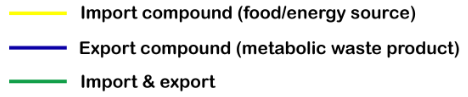 Import compound (food/energy source)
Export compound (metabolic waste product)
Import & export